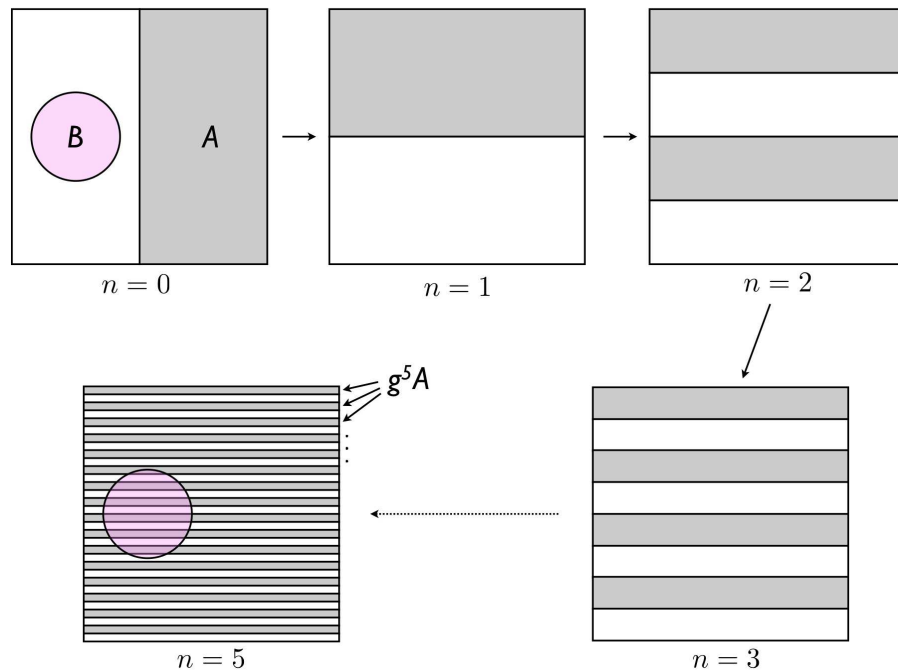 B A
n = 0
n = 1
n = 2
g⁵A
n = 5
n = 3